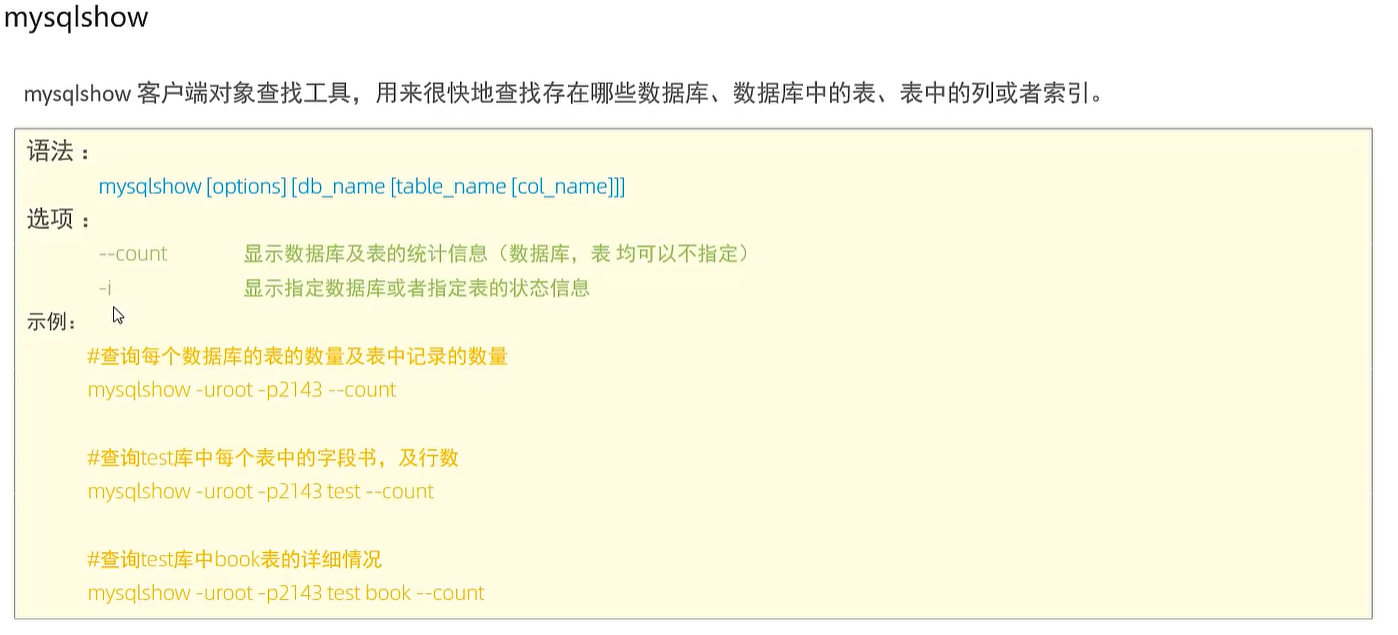 mysqlshow
mysqlshow 客户端对象查找工具，用来很快地查找存在哪些数据库、数据库中的表、表中的列或者索引。
语法 ：
mysqlshow [options] [db_name [table_name [col_name]]]
选项 ：
--count 显示数据库及表的统计信息（数据库，表 均可以不指定）
-i 显示指定数据库或者指定表的状态信息
示例：
#查询每个数据库的表的数量及表中记录的数量
mysqlshow -uroot -p2143 --count
#查询test库中每个表中的字段书，及行数
mysqlshow -uroot -p2143 test --count
#查询test库中book表的详细情况
mysqlshow -uroot -p2143 test book --count